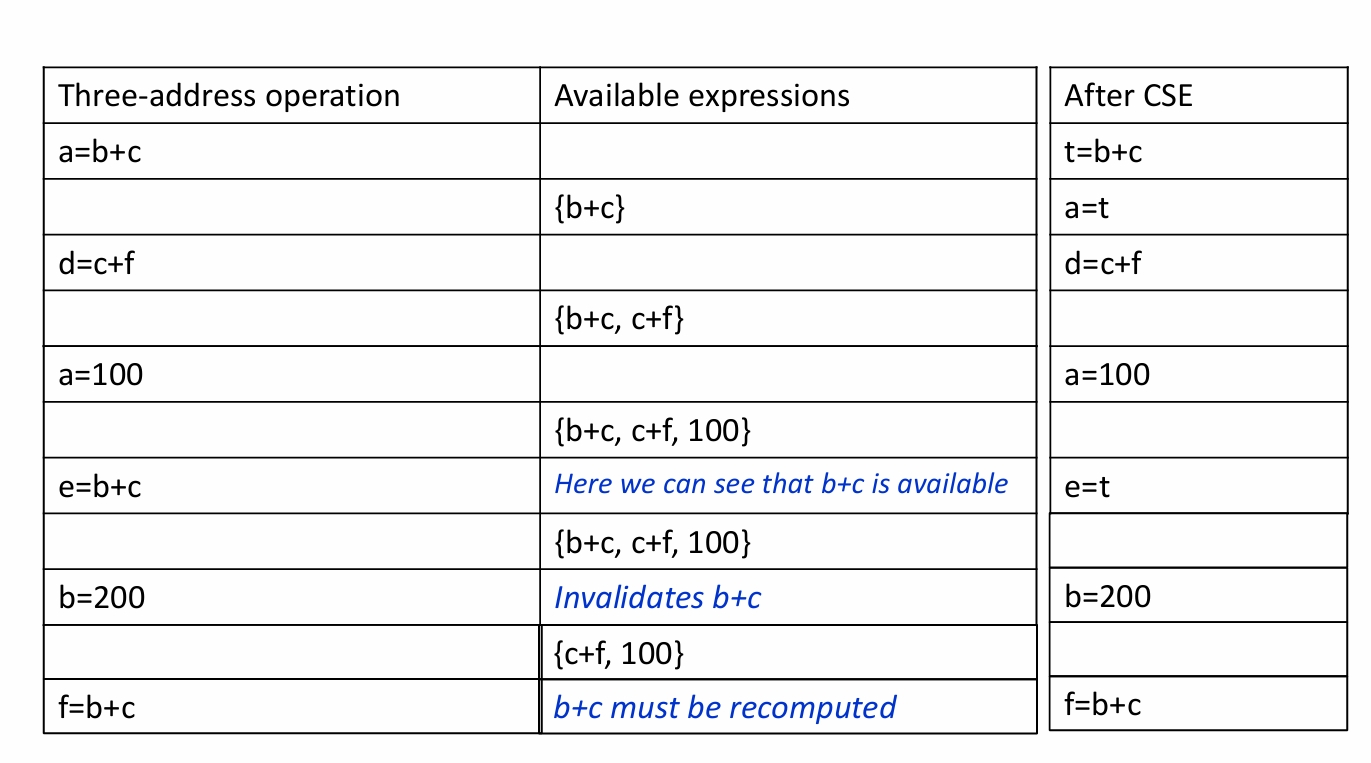 Three-address operation Available expressions After CSE
a=b+c t=b+c
{b+c} a=t
d=c+f d=c+f
{b+c, c+f}
a=100 a=100
{b+c, c+f, 100}
e=b+c Here we can see that b+c is available e=t
{b+c, c+f, 100}
b=200 Invalidates b+c b=200
{c+f, 100}
f=b+c b+c must be recomputed f=b+c